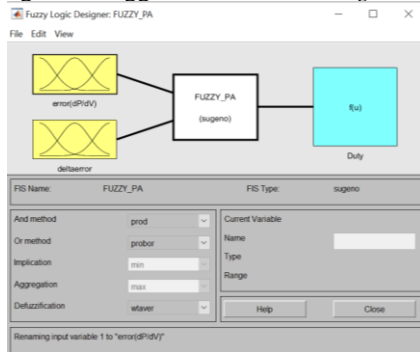 Fuzzy Logic Designer: FUZZY_PA
File Edit View
error(dP/dV)
deltaerror
FUZZY_PA
(sugeno)
f(u)
Duty
FIS Name: FUZZY_PA FIS Type: sugeno
And method prod
Or method probor
Implication min
Aggregation max
Defuzzification wtaver
Current Variable
Name
Type
Range
Help Close
Renaming input variable 1 to "error(dP/dV)"